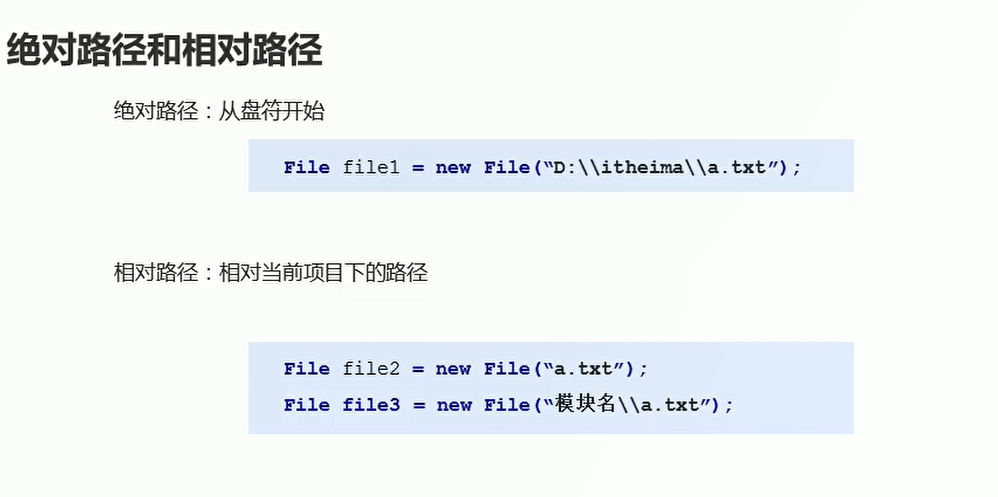 绝对路径和相对路径
绝对路径：从盘符开始
File file1 = new File(“D:\\itheima\\a.txt”);
相对路径：相对当前项目下的路径
File file2 = new File(“a.txt”);
File file3 = new File(“模块名\\a.txt”);